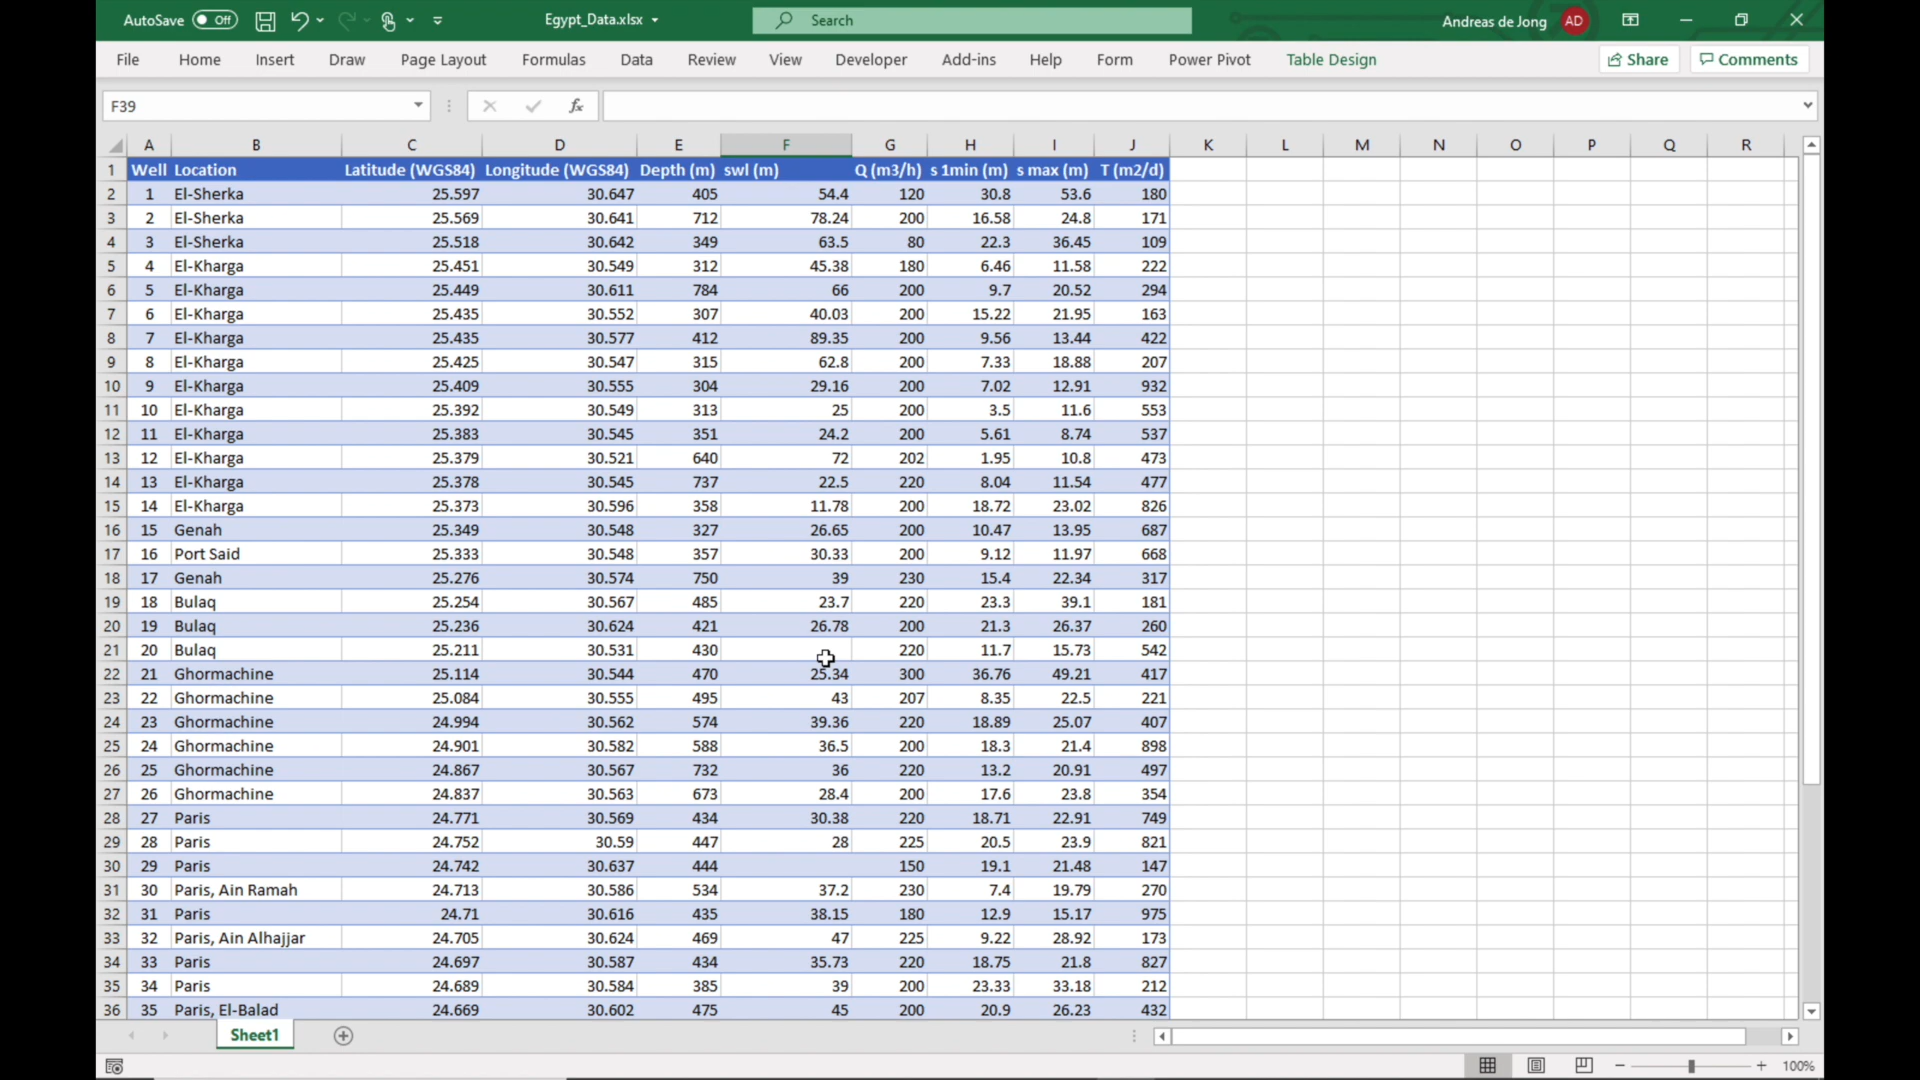 AutoSave Off Egypt_Data.xlsx Search Andreas de Jong AD
File Home Insert Draw Page Layout Formulas Data Review View Developer Add-ins Help Form Power Pivot Table Design Share Comments
F39 fx
A B C D E F G H I J K L M N O P Q R
1 Well Location Latitude (WGS84) Longitude (WGS84) Depth (m) swl (m) Q (m3/h) s 1min (m) s max (m) T (m2/d)
2 1 El-Sherka 25.597 30.647 405 54.4 120 30.8 53.6 180
3 2 El-Sherka 25.569 30.641 712 78.24 200 16.58 24.8 171
4 3 El-Sherka 25.518 30.642 349 63.5 80 22.3 36.45 109
5 4 El-Kharga 25.451 30.549 312 45.38 180 6.46 11.58 222
6 5 El-Kharga 25.449 30.611 784 66 200 9.7 20.52 294
7 6 El-Kharga 25.435 30.552 307 40.03 200 15.22 21.95 163
8 7 El-Kharga 25.435 30.577 412 89.35 200 9.56 13.44 422
9 8 El-Kharga 25.425 30.547 315 62.8 200 7.33 18.88 207
10 9 El-Kharga 25.409 30.555 304 29.16 200 7.02 12.91 932
11 10 El-Kharga 25.392 30.549 313 25 200 3.5 11.6 553
12 11 El-Kharga 25.383 30.545 351 24.2 200 5.61 8.74 537
13 12 El-Kharga 25.379 30.521 640 72 202 1.95 10.8 473
14 13 El-Kharga 25.378 30.545 737 22.5 220 8.04 11.54 477
15 14 El-Kharga 25.373 30.596 358 11.78 200 18.72 23.02 826
16 15 Genah 25.349 30.548 327 26.65 200 10.47 13.95 687
17 16 Port Said 25.333 30.548 357 30.33 200 9.12 11.97 668
18 17 Genah 25.276 30.574 750 39 230 15.4 22.34 317
19 18 Bulaq 25.254 30.567 485 23.7 220 23.3 39.1 181
20 19 Bulaq 25.236 30.624 421 26.78 200 21.3 26.37 260
21 20 Bulaq 25.211 30.531 430 220 11.7 15.73 542
22 21 Ghormachine 25.114 30.544 470 25.34 300 36.76 49.21 417
23 22 Ghormachine 25.084 30.555 495 43 207 8.35 22.5 221
24 23 Ghormachine 24.994 30.562 574 39.36 220 18.89 25.07 407
25 24 Ghormachine 24.901 30.582 588 36.5 200 18.3 21.4 898
26 25 Ghormachine 24.867 30.567 732 36 220 13.2 20.91 497
27 26 Ghormachine 24.837 30.563 673 28.4 200 17.6 23.8 354
28 27 Paris 24.771 30.569 434 30.38 220 18.71 22.91 749
29 28 Paris 24.752 30.59 447 28 225 20.5 23.9 821
30 29 Paris 24.742 30.637 444 150 19.1 21.48 147
31 30 Paris, Ain Ramah 24.713 30.586 534 37.2 230 7.4 19.79 270
32 31 Paris 24.71 30.616 435 38.15 180 12.9 15.17 975
33 32 Paris, Ain Alhajjar 24.705 30.624 469 47 225 9.22 28.92 173
34 33 Paris 24.697 30.587 434 35.73 220 18.75 21.8 827
35 34 Paris 24.689 30.584 385 39 200 23.33 33.18 212
36 35 Paris, El-Balad 24.669 30.602 475 45 200 20.9 26.23 432
Sheet1
100%